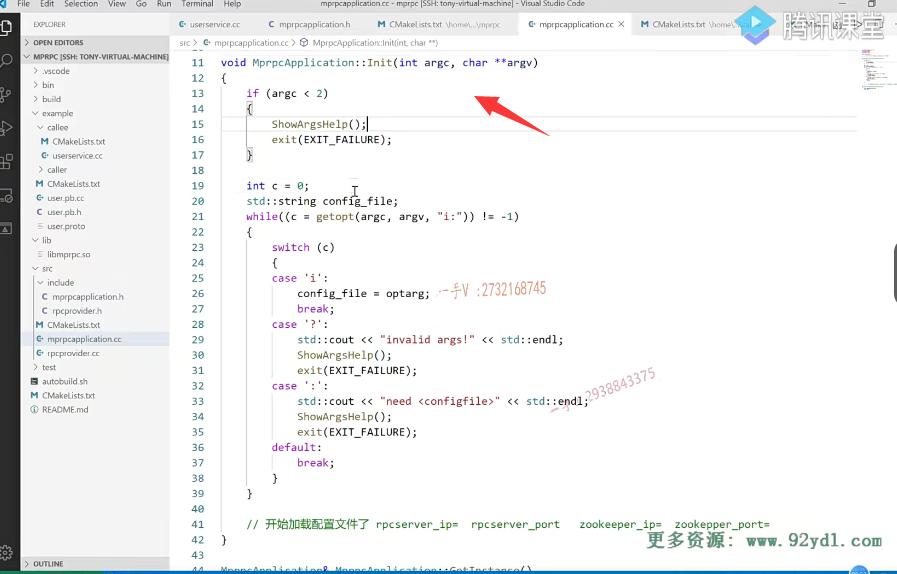 File Edit Selection View Go Run Terminal Help mprpcapplication.cc - mprpc [SSH: tony-virtual-machine] - Visual Studio Code
EXPLORER
userservice.cc mprpcapplication.h CMakeLists.txt \home\...\mprpc mprpcapplication.cc CMakeLists.txt \home
腾讯课堂
OPEN EDITORS
MPRPC [SSH: TONY-VIRTUAL-MACHINE]
.vscode
bin
build
example
callee
CMakeLists.txt
userservice.cc
caller
CMakeLists.txt
user.pb.cc
user.pb.h
user.proto
lib
libmprpc.so
src
include
mprpcapplication.h
rpcprovider.h
CMakeLists.txt
mprpcapplication.cc
rpcprovider.cc
test
autobuild.sh
CMakeLists.txt
README.md
OUTLINE
src > mprpcapplication.cc > MprpcApplication::Init(int, char **)
11 void MprpcApplication::Init(int argc, char **argv)
12 {
13 if (argc < 2)
14 {
15 ShowArgsHelp();
16 exit(EXIT_FAILURE);
17 }
18
19 int c = 0;
20 std::string config_file;
21 while((c = getopt(argc, argv, "i:")) != -1)
22 {
23 switch (c)
24 {
25 case 'i':
26 config_file = optarg;
27 break;
28 case '?':
29 std::cout << "invalid args!" << std::endl;
30 ShowArgsHelp();
31 exit(EXIT_FAILURE);
32 case ':':
33 std::cout << "need <configfile>" << std::endl;
34 ShowArgsHelp();
35 exit(EXIT_FAILURE);
36 default:
37 break;
38 }
39 }
40
41 // 开始加载配置文件了 rpcserver_ip= rpcserver_port zookeeper_ip= zookepper_port=
42 }
43
44 MprpcApplication& MprpcApplication::GetInstance()
一手V :2732168745
2938843375
更多资源: www.92ydl.com